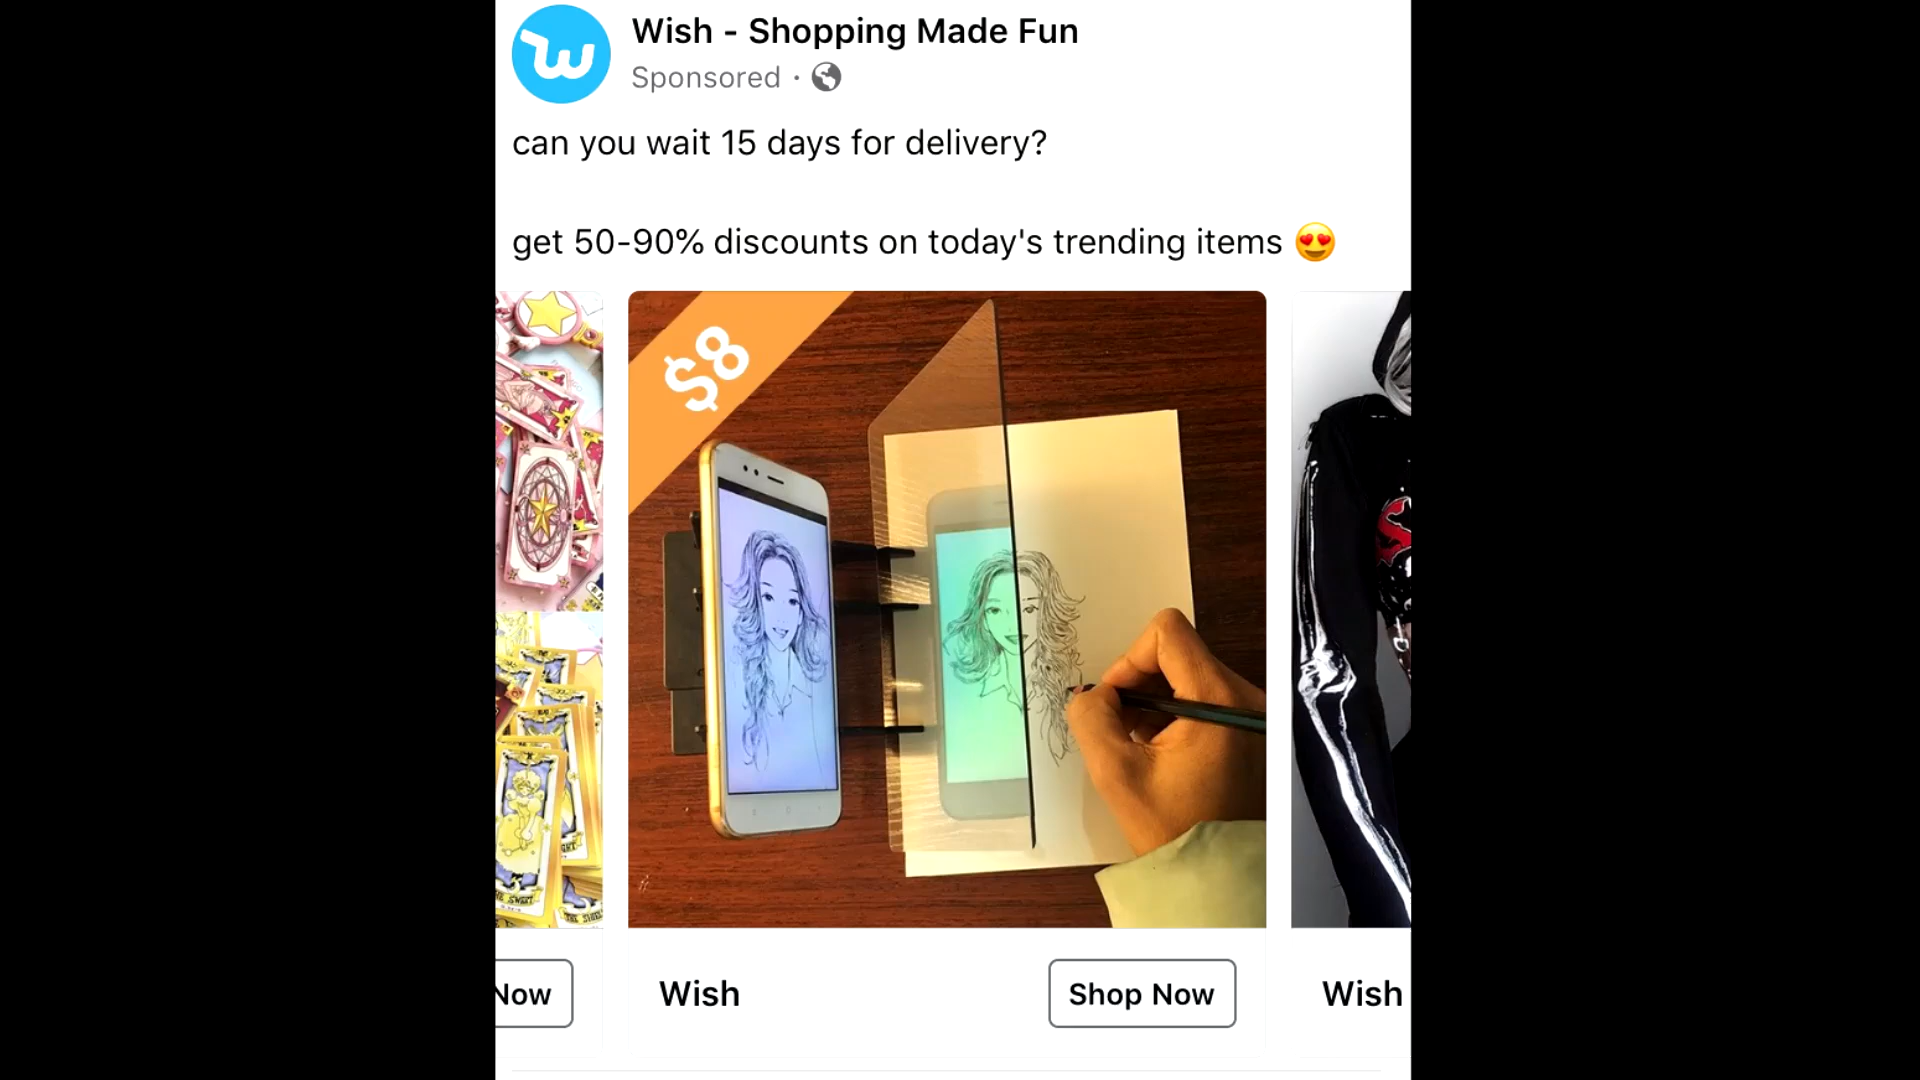 Wish - Shopping Made Fun
Sponsored ·
can you wait 15 days for delivery?
get 50-90% discounts on today's trending items 😍
$8
Now
Wish
Shop Now
Wish